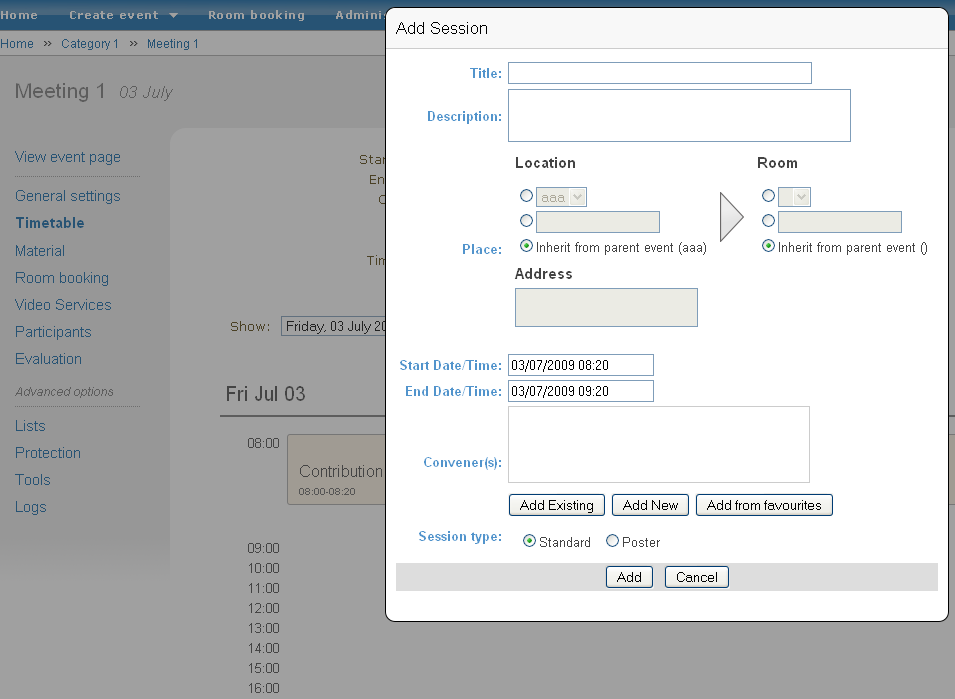 Home Create event Room booking
Home » Category 1 » Meeting 1
Meeting 1 03 July
View event page
General settings
Timetable
Material
Room booking
Video Services
Participants
Evaluation
Advanced options
Lists
Protection
Tools
Logs
Show: Friday, 03 July
Fri Jul 03
08:00
Contribution
08:00-08:20
09:00
10:00
11:00
12:00
13:00
14:00
15:00
16:00
Add Session
Title:
Description:
Location Room
aaa
Place: Inherit from parent event (aaa) Inherit from parent event ()
Address
Start Date/Time: 03/07/2009 08:20
End Date/Time: 03/07/2009 09:20
Convener(s):
Add Existing Add New Add from favourites
Session type: Standard Poster
Add Cancel